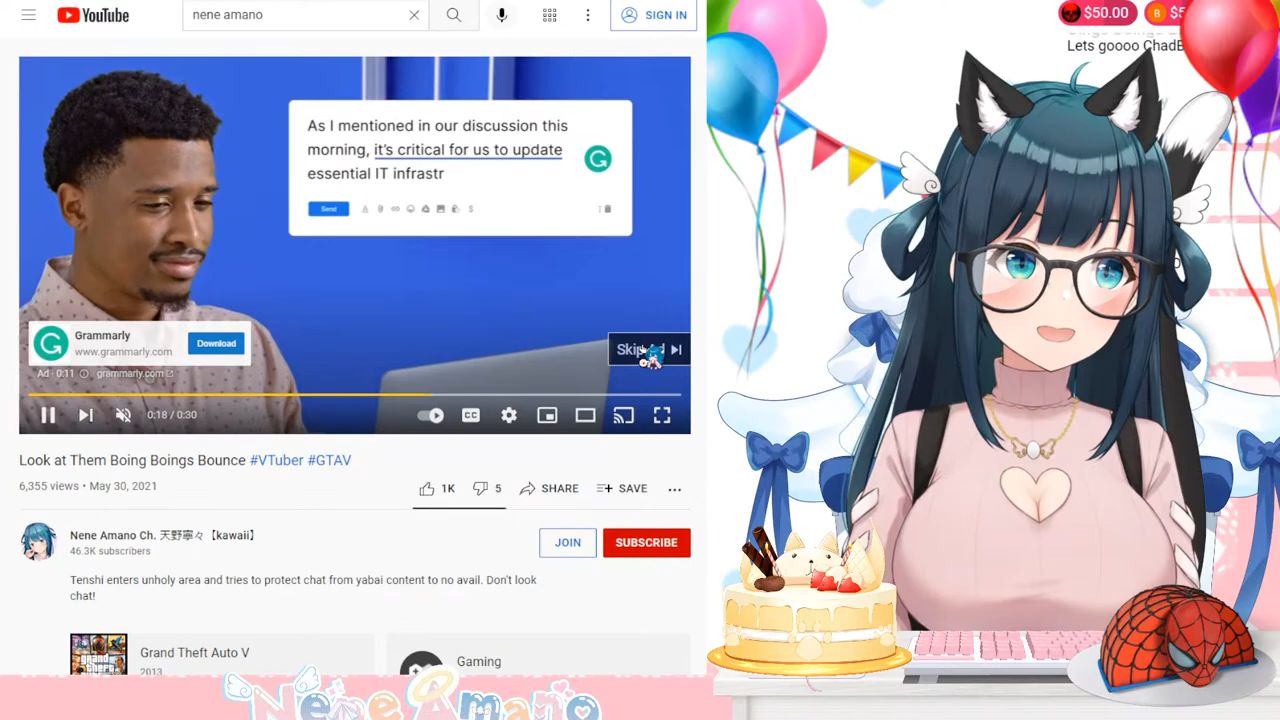 YouTube
nene amano
SIGN IN
$50.00
B
Lets goooo ChadB
As I mentioned in our discussion this
morning, it's critical for us to update
essential IT infrastr
Send
Grammarly
www.grammarly.com
Download
Ad · 0:11 grammarly.com
Skip
0:18 / 0:30
CC
Look at Them Boing Boings Bounce #VTuber #GTAV
6,355 views • May 30, 2021
1K
5
SHARE
SAVE
Nene Amano Ch. 天野寧々【kawaii】
46.3K subscribers
JOIN
SUBSCRIBE
Tenshi enters unholy area and tries to protect chat from yabai content to no avail. Don't look
chat!
Grand Theft Auto V
2013
Gaming
Nene Amano